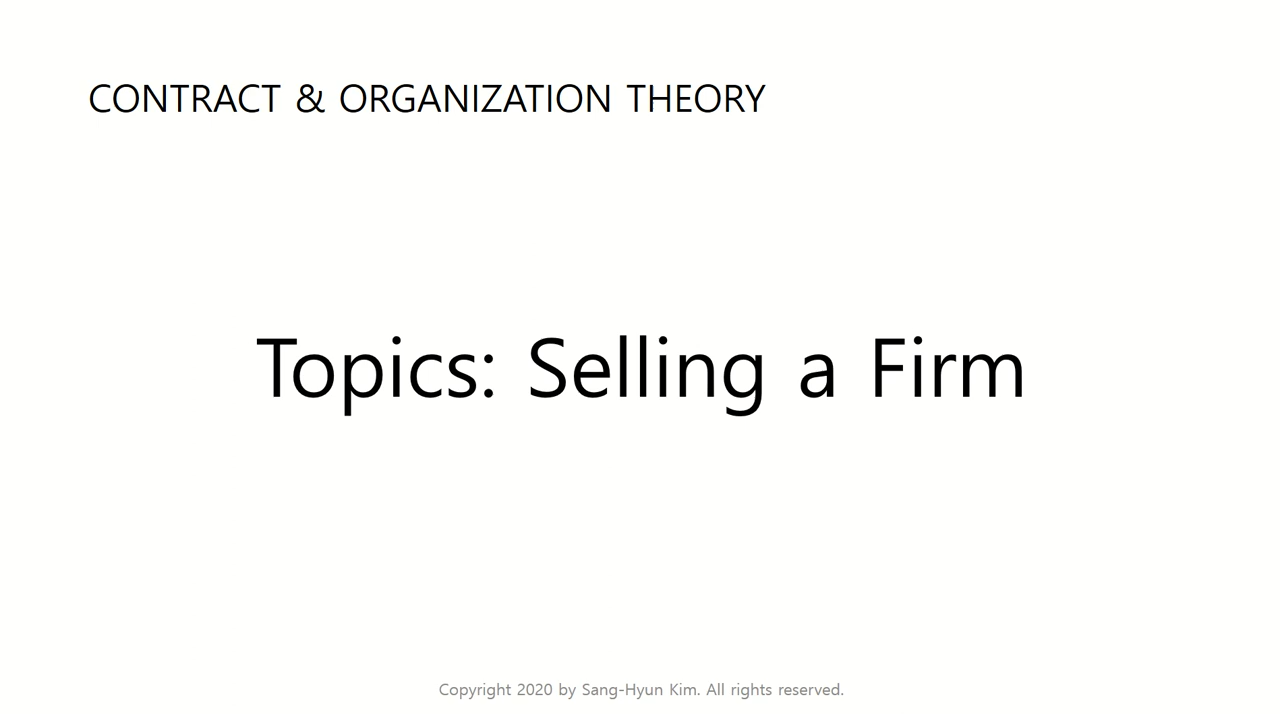 CONTRACT & ORGANIZATION THEORY
Topics: Selling a Firm
Copyright 2020 by Sang-Hyun Kim. All rights reserved.